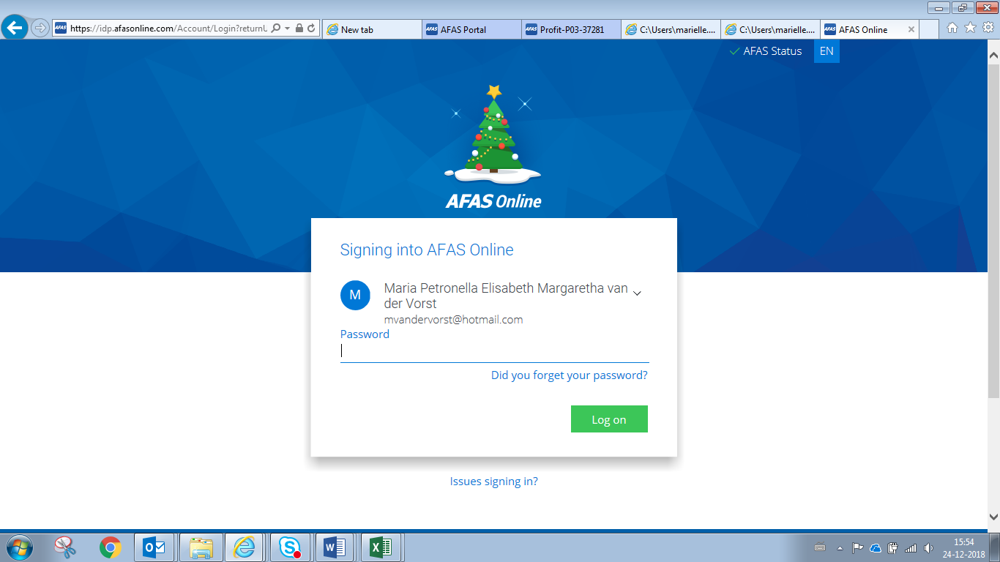 https://idp.afasonline.com/Account/Login?returnU
New tab
AFAS Portal
Profit-P03-37281
C:\Users\marielle....
C:\Users\marielle....
AFAS Online
AFAS Status
EN
AFAS Online
Signing into AFAS Online
M
Maria Petronella Elisabeth Margaretha van
der Vorst
mvandervorst@hotmail.com
Password
Did you forget your password?
Log on
Issues signing in?
15:54
24-12-2018